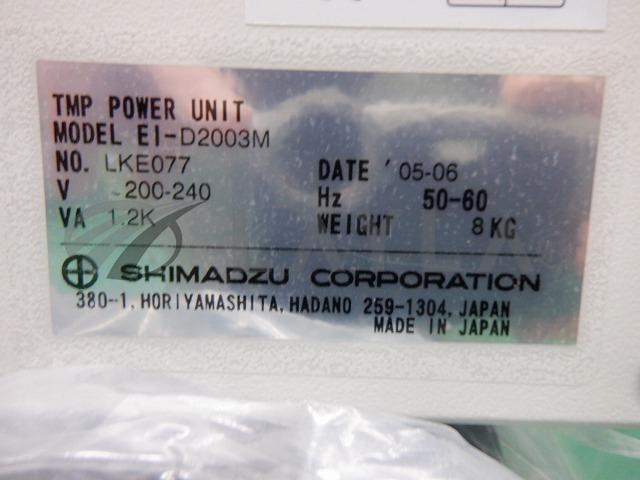 TMP POWER UNIT
MODEL EI-D2003M
NO. LKE077
DATE '05-06
V ~200-240
Hz 50-60
VA 1.2K
WEIGHT 8KG
SHIMADZU CORPORATION
380-1, HORIYAMASHITA, HADANO 259-1304, JAPAN
MADE IN JAPAN